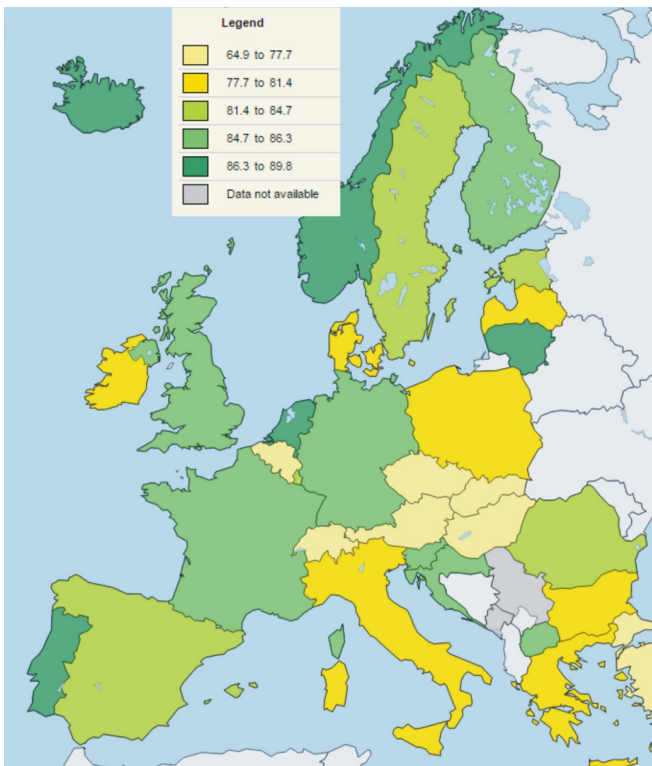 Legend
64.9 to 77.7
77.7 to 81.4
81.4 to 84.7
84.7 to 86.3
86.3 to 89.8
Data not available